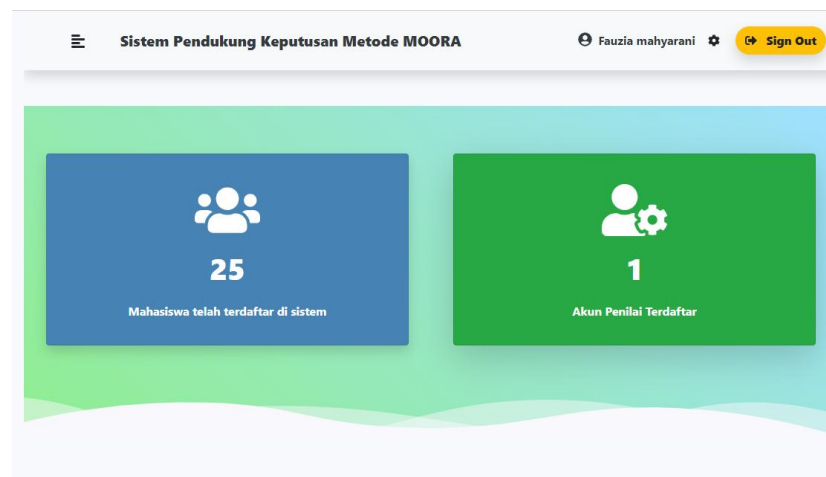 Sistem Pendukung Keputusan Metode MOORA
Fauzia mahyarani
Sign Out
25
Mahasiswa telah terdaftar di sistem
1
Akun Penilai Terdaftar